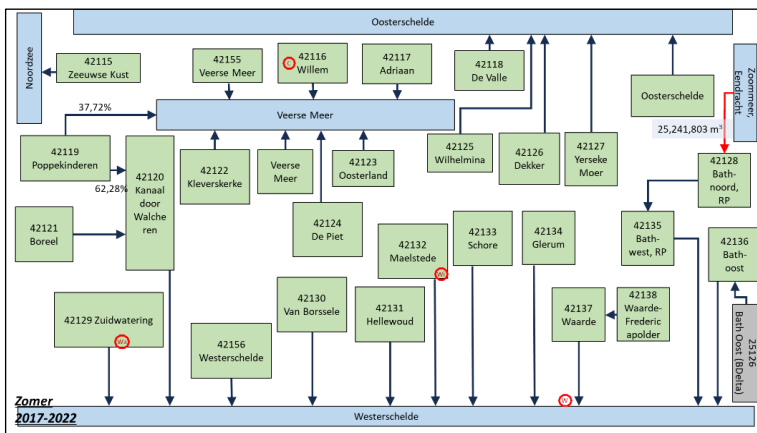 Oosterschelde
Noordzee
42115
Zeeuwse Kust
42155
Veerse Meer
42116
Willem
C
42117
Adriaan
42118
De Valle
Oosterschelde
Zoommeer,
Eendracht
37,72%
Veerse Meer
25,241,803 m³
42119
Poppekinderen
62,28%
42120
Kanaal
door
Walche
ren
42122
Kleverskerke
Veerse
Meer
42123
Oosterland
42125
Wilhelmina
42126
Dekker
42127
Yerseke
Moer
42128
Bath-
noord,
RP
42121
Boreel
42124
De Piet
42132
Maelstede
Wi
42133
Schore
42134
Glerum
42135
Bath-
west, RP
42136
Bath-
oost
42129 Zuidwatering
Wa
42156
Westerschelde
42130
Van Borssele
42131
Hellewoud
42137
Waarde
42138
Waarde-
Frederic
apolder
25126
Bath Oost (BDelta)
W
Zomer
2017-2022
Westerschelde